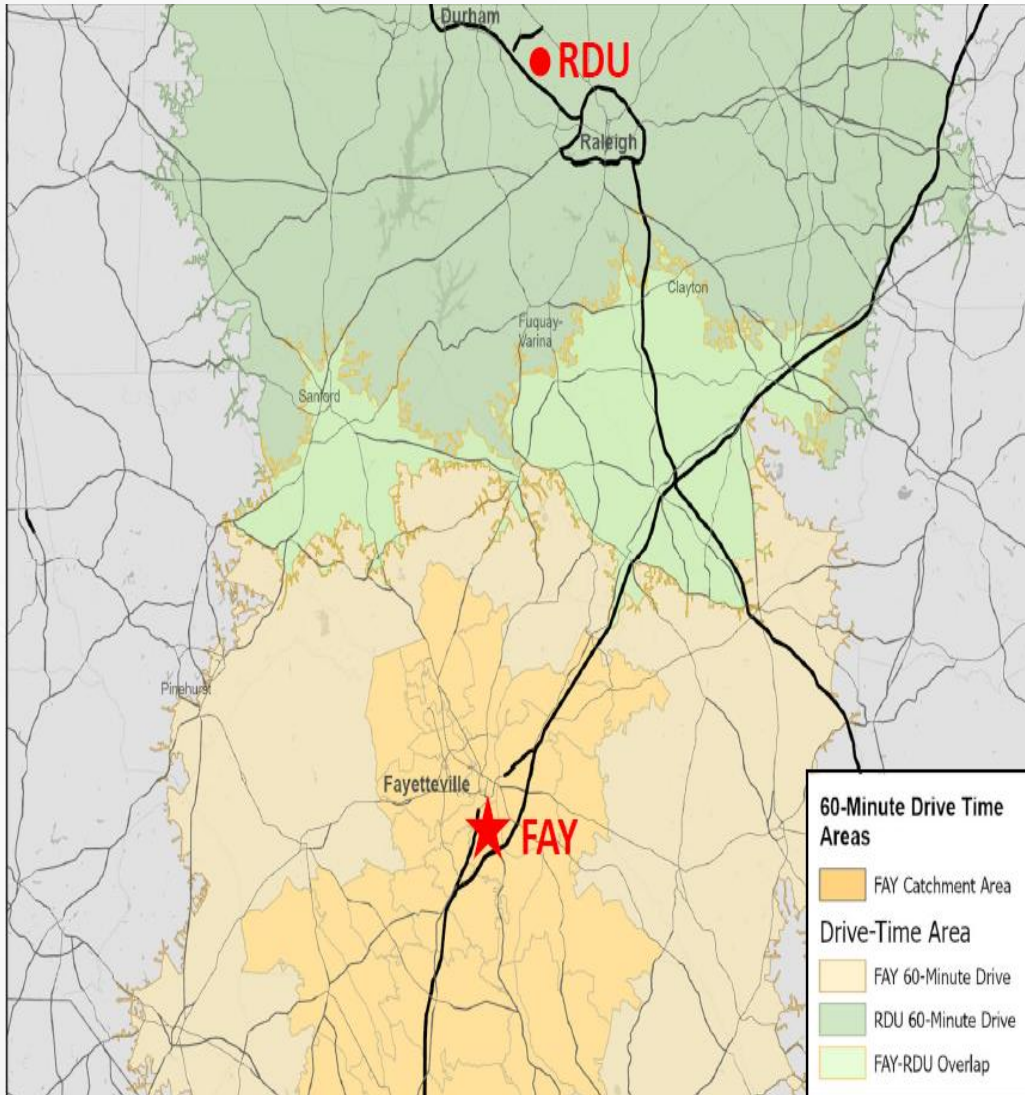 Durham
RDU
Raleigh
Clayton
Fuquay-
Varina
Sanford
Pinehurst
Fayetteville
FAY
60-Minute Drive Time
Areas
FAY Catchment Area
Drive-Time Area
FAY 60-Minute Drive
RDU 60-Minute Drive
FAY-RDU Overlap